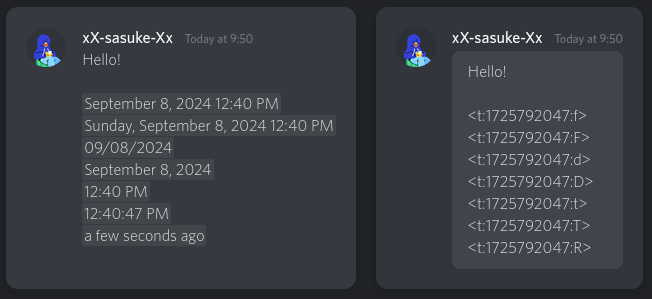 xX-sasuke-Xx Today at 9:50
Hello!
September 8, 2024 12:40 PM
Sunday, September 8, 2024 12:40 PM
09/08/2024
September 8, 2024
12:40 PM
12:40:47 PM
a few seconds ago
xX-sasuke-Xx Today at 9:50
Hello!
<t:1725792047:f>
<t:1725792047:F>
<t:1725792047:d>
<t:1725792047:D>
<t:1725792047:t>
<t:1725792047:T>
<t:1725792047:R>